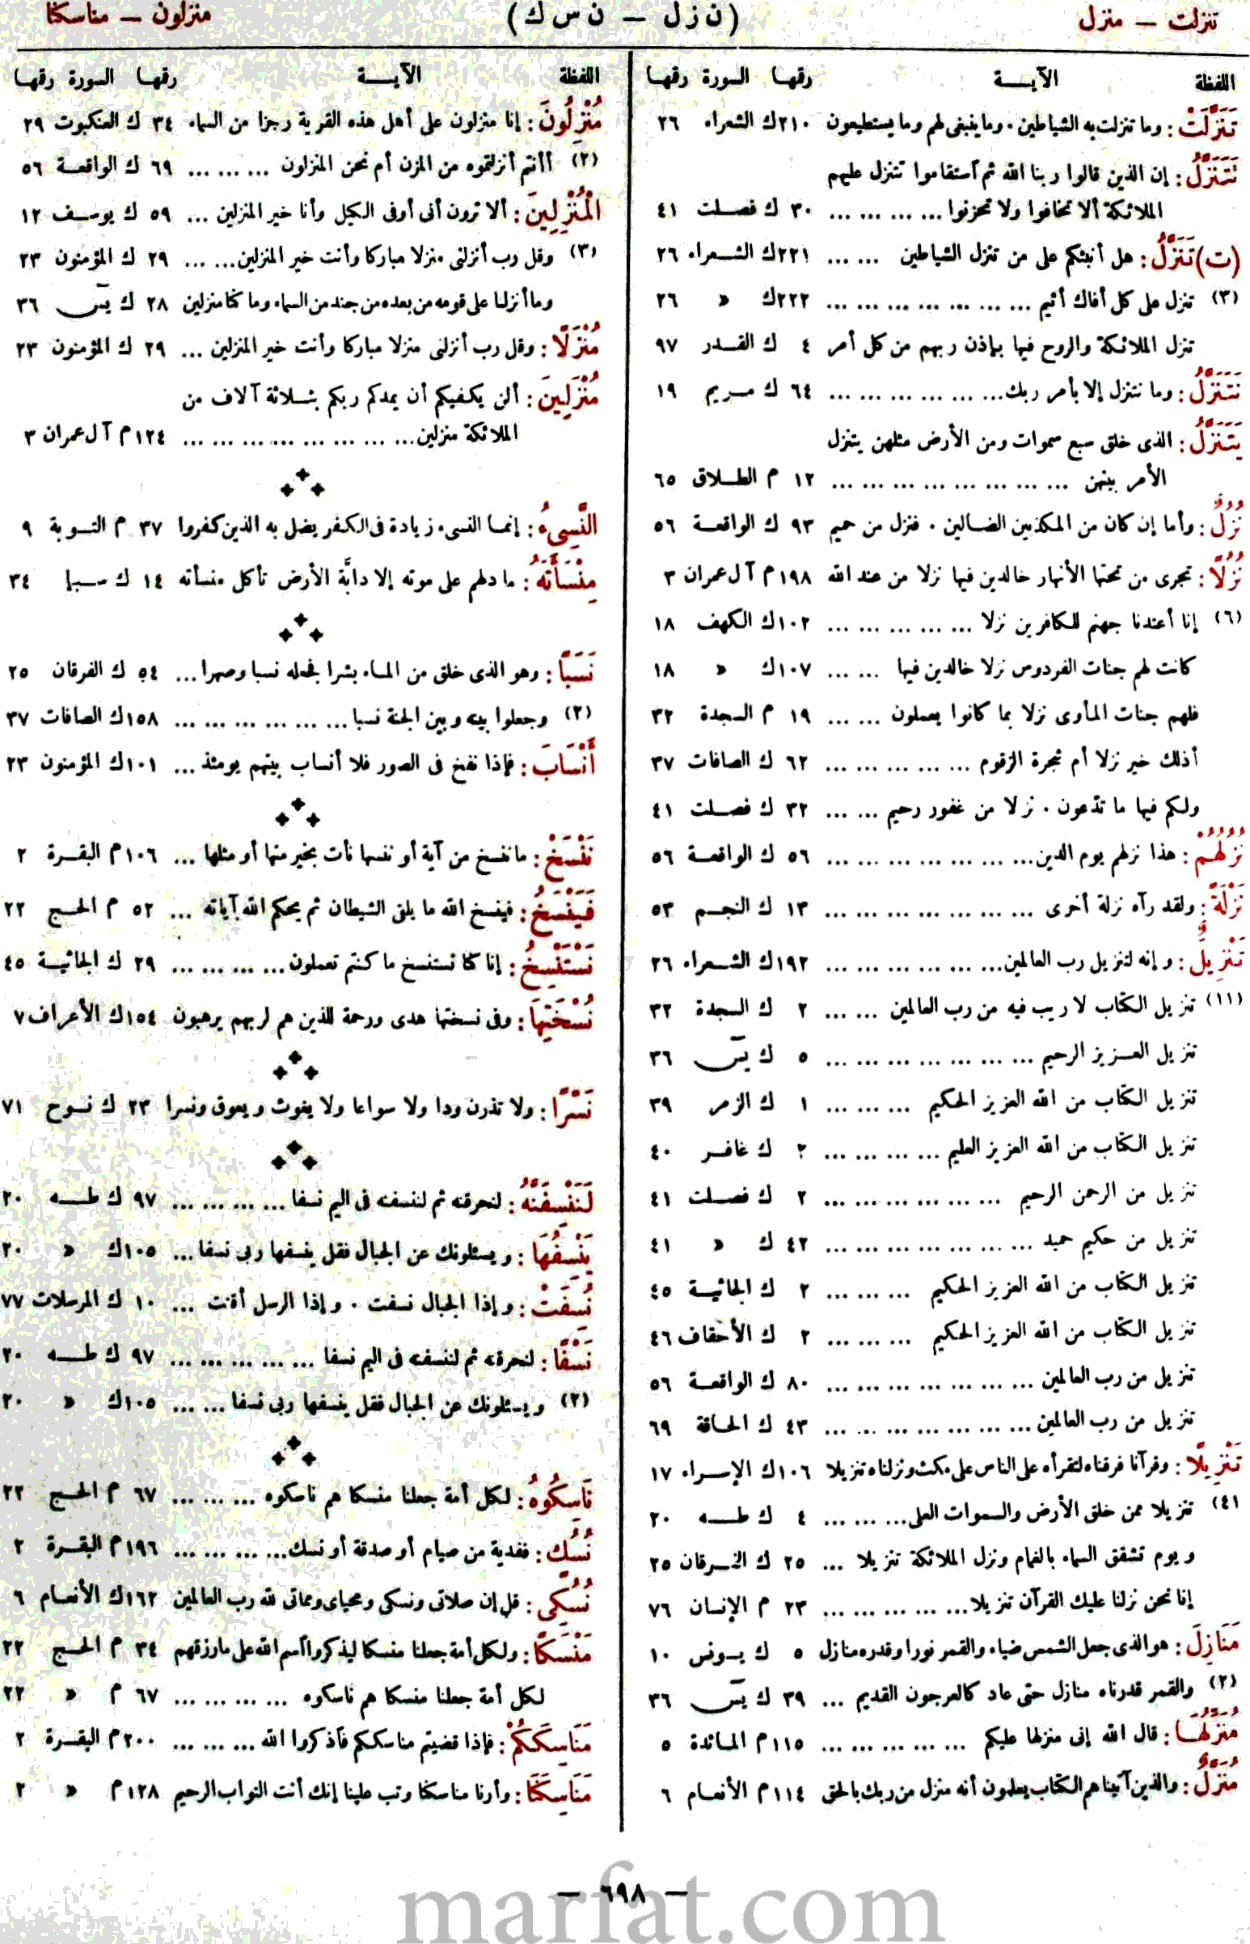 تنزلت — منزل
(ن ز ل — ن س ك)
منزلون — مناسكنا
اللفظة الآيــة رقمها السورة رقمها
تَنَزَّلَتْ : وما تنزلت به الشياطين ٠ وما ينبغى لهم وما يستطيعون ٢١٠ ك الشعراء ٢٦
تَتَنَزَّلُ : إن الذين قالوا ربنا الله ثم آستقاموا تتنزل عليهم
الملائكة ألا تخافوا ولا تحزنوا ... ... ... ... ٣٠ ك فصلت ٤١
(ت) تَنَزَّلُ : هل أنبئكم على من تنزل الشياطين ... ... ٢٢١ ك الشعراء ٢٦
(٣) تنزل على كل أفاك أثيم ... ... ... ... ... ... ... ٢٢٢ ك « ٢٦
تنزل الملائكة والروح فيها بإذن ربهم من كل أمر ٤ ك القدر ٩٧
نَتَنَزَّلُ : وما نتنزل إلا بأمر ربك... ... ... ... ... ... ٦٤ ك مريم ١٩
يَتَنَزَّلُ : الذى خلق سبع سموات ومن الأرض مثلهن يتنزل
الأمر بينهن ... ... ... ... ... ... ... ... ... ١٢ م الطلاق ٦٥
نُزُلٌ : وأما إن كان من المكذبين الضالين ٠ فنزل من حميم ٩٣ ك الواقعة ٥٦
نُزُلًا : تجرى من تحتها الأنهار خالدين فيها نزلا من عند الله ١٩٨ م آل عمران ٣
(٦) إنا أعتدنا جهنم للكافرين نزلا ... ... ... ... ... ١٠٢ ك الكهف ١٨
كانت لهم جنات الفردوس نزلا خالدين فيها ... ... ١٠٧ ك « ١٨
فلهم جنات المأوى نزلا بما كانوا يعملون ... ... ١٩ م السجدة ٣٢
أذلك خير نزلا أم شجرة الزقوم ... ... ... ... ... ٦٢ ك الصافات ٣٧
ولكم فيها ما تدعون ٠ نزلا من غفور رحيم ... ... ٣٢ ك فصلت ٤١
نُزُلُهُمْ : هذا نزلهم يوم الدين... ... ... ... ... ... ... ٥٦ ك الواقعة ٥٦
نَزْلَةً : ولقد رآه نزلة أخرى ... ... ... ... ... ... ... ١٣ ك النجم ٥٣
تَنْزِيلٌ : وإنه لتنزيل رب العالمين... ... ... ... ... ... ١٩٢ ك الشعراء ٢٦
(١١) تنزيل الكتاب لا ريب فيه من رب العالمين ... ... ٢ ك السجدة ٣٢
تنزيل العزيز الرحيم ... ... ... ... ... ... ... ٥ ك يٓس ٣٦
تنزيل الكتاب من الله العزيز الحكيم ... ... ... ١ ك الزمر ٣٩
تنزيل الكتاب من الله العزيز العليم ... ... ... ... ٢ ك غافر ٤٠
تنزيل من الرحمن الرحيم ... ... ... ... ... ... ٢ ك فصلت ٤١
تنزيل من حكيم حميد ... ... ... ... ... ... ... ٤٢ ك « ٤١
تنزيل الكتاب من الله العزيز الحكيم ... ... ... ٢ ك الجاثية ٤٥
تنزيل الكتاب من الله العزيز الحكيم ... ... ... ٢ ك الأحقاف ٤٦
تنزيل من رب العالمين ... ... ... ... ... ... ... ٨٠ ك الواقعة ٥٦
تنزيل من رب العالمين ... ... ... ... ... ... ... ٤٣ ك الحاقة ٦٩
تَنْزِيلًا : وقرآنا فرقناه لتقرأه على الناس على مكث ونزلناه تنزيلا ١٠٦ ك الإسراء ١٧
(٤) تنزيلا ممن خلق الأرض والسموات العلى... ... ... ٤ ك طه ٢٠
ويوم تشقق السماء بالغمام ونزل الملائكة تنزيلا ... ٢٥ ك الفرقان ٢٥
إنا نحن نزلنا عليك القرآن تنزيلا... ... ... ... ... ٢٣ م الإنسان ٧٦
مَنَازِلَ : هو الذى جعل الشمس ضياء والقمر نورا وقدره منازل ٥ ك يونس ١٠
(٢) والقمر قدرناه منازل حتى عاد كالعرجون القديم ... ٣٩ ك يٓس ٣٦
مُنَزِّلُهَا : قال الله إنى منزلها عليكم ... ... ... ... ... ١١٥ م المائدة ٥
مُنَزَّلٌ : والذين آتيناهم الكتاب يعلمون أنه منزل من ربك بالحق ١١٤ م الأنعام ٦
اللفظة الآيــة رقمها السورة رقمها
مُنْزِلُونَ : إنا منزلون على أهل هذه القرية رجزا من السماء ٣٤ ك العنكبوت ٢٩
(٢) أأنتم أنزلتموه من المزن أم نحن المنزلون ... ... ... ٦٩ ك الواقعة ٥٦
الْمُنْزِلِينَ : ألا ترون أنى أوفى الكيل وأنا خير المنزلين ... ٥٩ ك يوسف ١٢
(٣) وقل رب أنزلنى منزلا مباركا وأنت خير المنزلين... ... ٢٩ ك المؤمنون ٢٣
وما أنزلنا على قومه من بعده من جند من السماء وما كنا منزلين ٢٨ ك يٓس ٣٦
مُنْزَلًا : وقل رب أنزلنى منزلا مباركا وأنت خير المنزلين ... ٢٩ ك المؤمنون ٢٣
مُنْزَلِينَ : ألن يكفيكم أن يمدكم ربكم بثلاثة آلاف من
الملائكة منزلين... ... ... ... ... ... ... ... ١٢٤ م آل عمران ٣
النَّسِيءُ : إنما النسىء زيادة فى الكفر يضل به الذين كفروا ٣٧ م التوبة ٩
مِنْسَأَتَهُ : ما دلهم على موته إلا دابَّة الأرض تأكل منسأته ١٤ ك سبإ ٣٤
نَسَبًا : وهو الذى خلق من الماء بشرا فجعله نسبا وصهرا... ٥٤ ك الفرقان ٢٥
(٢) وجعلوا بينه وبين الجنة نسبا... ... ... ... ... ... ١٥٨ ك الصافات ٣٧
أَنْسَابَ : فإذا نفخ فى الصور فلا أنساب بينهم يومئذ ... ١٠١ ك المؤمنون ٢٣
نَنْسَخْ : ما ننسخ من آية أو ننسها نأت بخير منها أو مثلها ... ١٠٦ م البقرة ٢
فَيَنْسَخُ : فينسخ الله ما يلقى الشيطان ثم يحكم الله آياته ... ٥٢ م الحج ٢٢
نَسْتَنْسِخُ : إنا كنا نستنسخ ما كنتم تعملون... ... ... ... ٢٩ ك الجاثية ٤٥
نُسْخَتِهَا : وفى نسختها هدى ورحمة للذين هم لربهم يرهبون ١٥٤ ك الأعراف ٧
نَسْرًا : ولا تذرن ودا ولا سواعا ولا يغوث ويعوق ونسرا ٢٣ ك نوح ٧١
لَنَنْسِفَنَّهُ : لنحرقنه ثم لننسفنه فى اليم نسفا ... ... ... ... ٩٧ ك طه ٢٠
يَنْسِفُهَا : ويسئلونك عن الجبال فقل ينسفها ربى نسفا ... ١٠٥ ك « ٢٠
نُسِفَتْ : وإذا الجبال نسفت ٠ وإذا الرسل أقتت ... ١٠ ك المرسلات ٧٧
نَسْفًا : لنحرقنه ثم لننسفنه فى اليم نسفا ... ... ... ... ... ٩٧ ك طه ٢٠
(٢) ويسئلونك عن الجبال فقل ينسفها ربى نسفا ... ... ١٠٥ ك « ٢٠
نَاسِكُوهُ : لكل أمة جعلنا منسكا هم ناسكوه ... ... ... ٦٧ م الحج ٢٢
نُسُكٍ : ففدية من صيام أو صدقة أو نسك... ... ... ... ١٩٦ م البقرة ٢
نُسُكِى : قل إن صلاتى ونسكى ومحياى ومماتى لله رب العالمين ١٦٢ ك الأنعام ٦
مَنْسَكًا : ولكل أمة جعلنا منسكا ليذكروا آسم الله على ما رزقهم ٣٤ م الحج ٢٢
لكل أمة جعلنا منسكا هم ناسكوه ... ... ... ... ٦٧ م « ٢٢
مَنَاسِكَكُمْ : فإذا قضيتم مناسككم فآذكروا الله ... ... ... ٢٠٠ م البقرة ٢
مَنَاسِكَنَا : وأرنا مناسكنا وتب علينا إنك أنت التواب الرحيم ١٢٨ م « ٢
— ٦٩٨ —
marfat.com